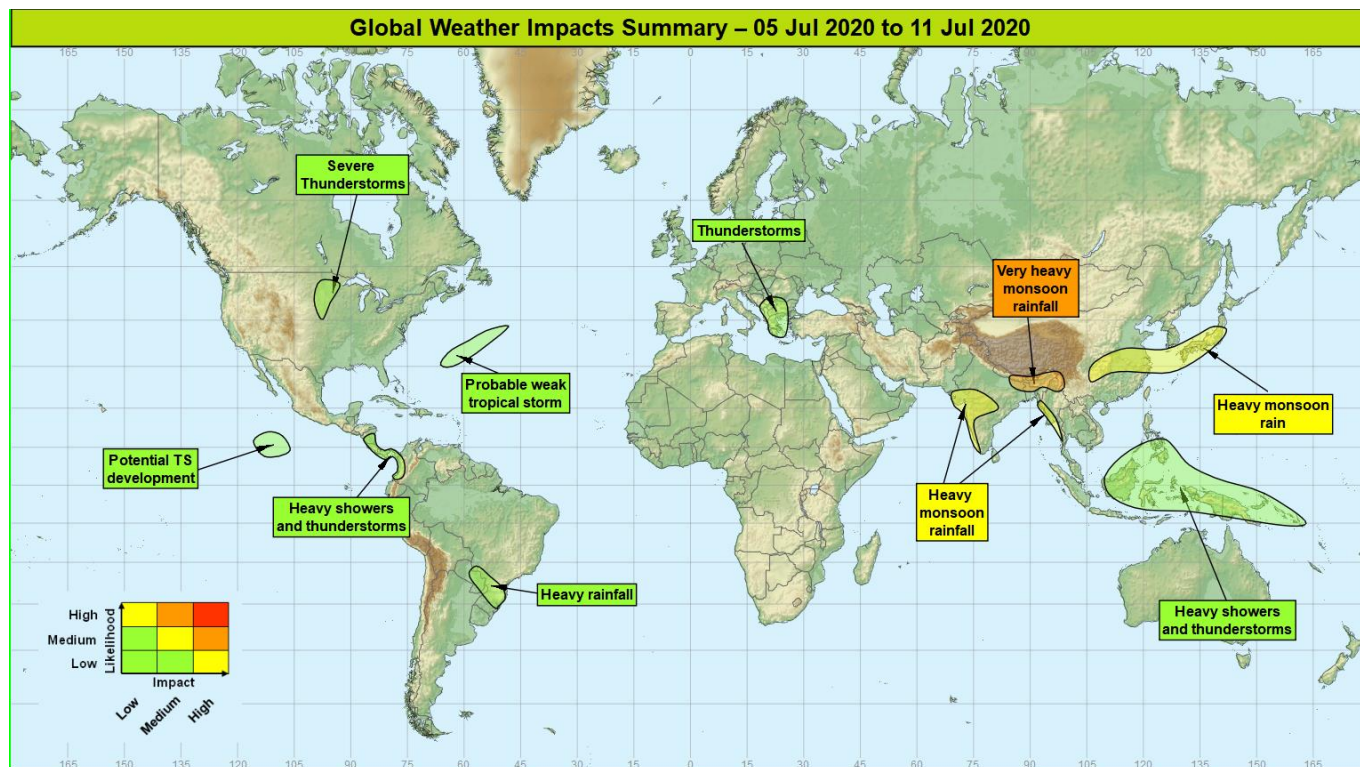 Global Weather Impacts Summary – 05 Jul 2020 to 11 Jul 2020
165 135 120 105 90 75 60 45 30 15 0 15 30 45 60 75 90 105 120 135 150 165
Severe
Thunderstorms
Thunderstorms
Very heavy
monsoon
rainfall
Probable weak
tropical storm
Heavy monsoon
rain
Potential TS
development
Heavy showers
and thunderstorms
Heavy
monsoon
rainfall
Heavy rainfall
Heavy showers
and thunderstorms
High
Medium
Low
Likelihood
Impact
Low
Medium
High
165 135 120 105 90 75 60 45 30 15 0 15 30 45 60 75 90 105 120 135 150 165